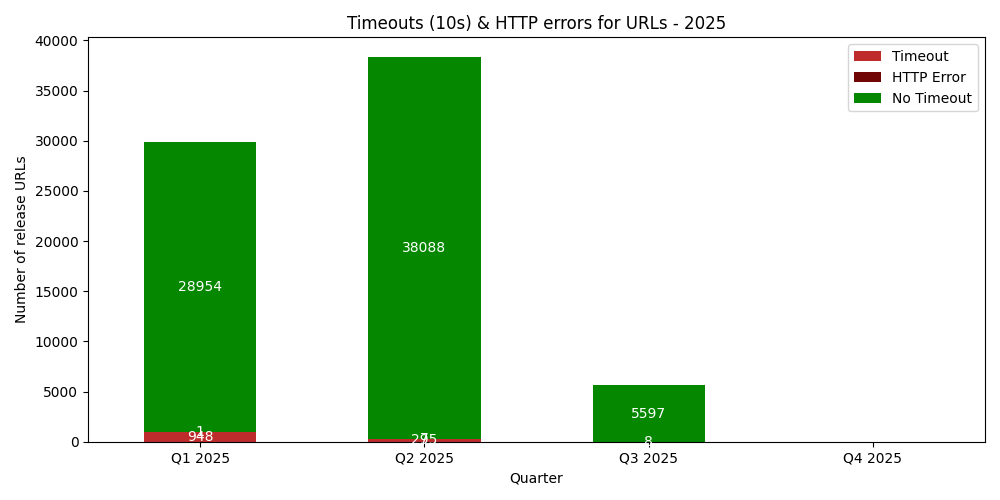 Timeouts (10s) & HTTP errors for URLs - 2025
40000
35000
30000
25000
20000
15000
10000
5000
0
Number of release URLs
Timeout
HTTP Error
No Timeout
38088
28954
5597
1
948
8
Q1 2025
Q2 2025
Q3 2025
Q4 2025
Quarter